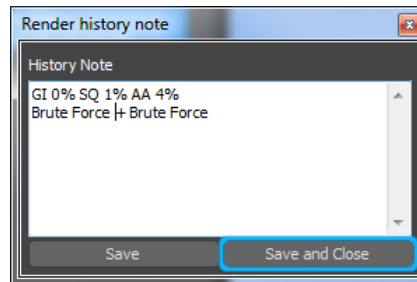 Render history note
History Note
GI 0% SQ 1% AA 4%
Brute Force + Brute Force
Save
Save and Close